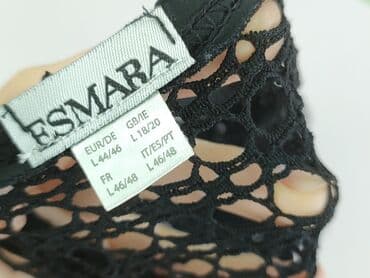 ESMARA
EUR/DE GB/IE
L 44/46 L 18/20
FR IT/ES/PT
L 46/48 L 46/48